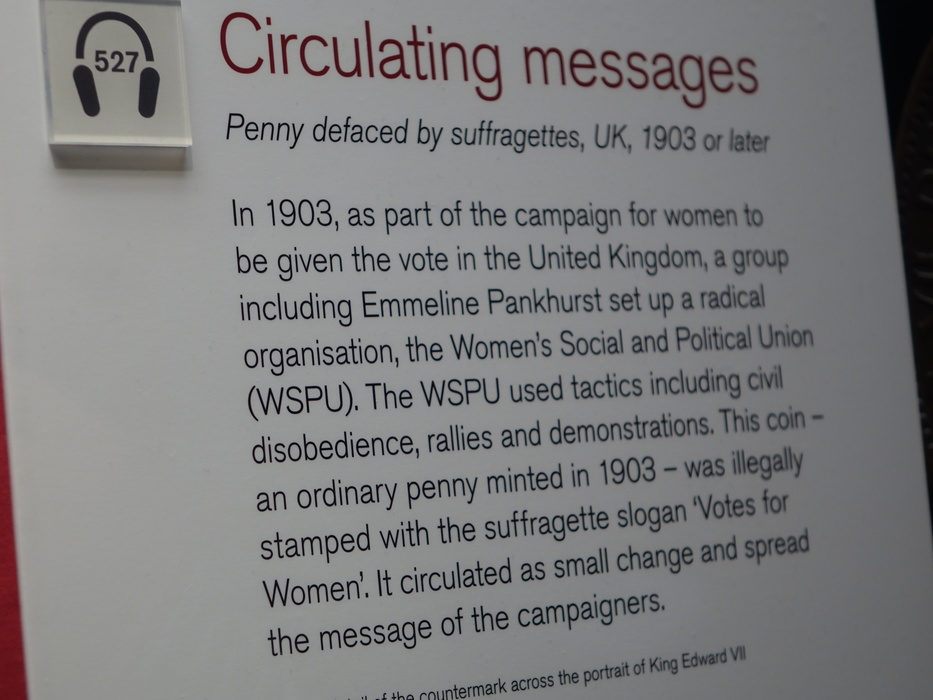 527
Circulating messages
Penny defaced by suffragettes, UK, 1903 or later
In 1903, as part of the campaign for women to
be given the vote in the United Kingdom, a group
including Emmeline Pankhurst set up a radical
organisation, the Women's Social and Political Union
(WSPU). The WSPU used tactics including civil
disobedience, rallies and demonstrations. This coin –
an ordinary penny minted in 1903 – was illegally
stamped with the suffragette slogan 'Votes for
Women'. It circulated as small change and spread
the message of the campaigners.
of the countermark across the portrait of King Edward VII